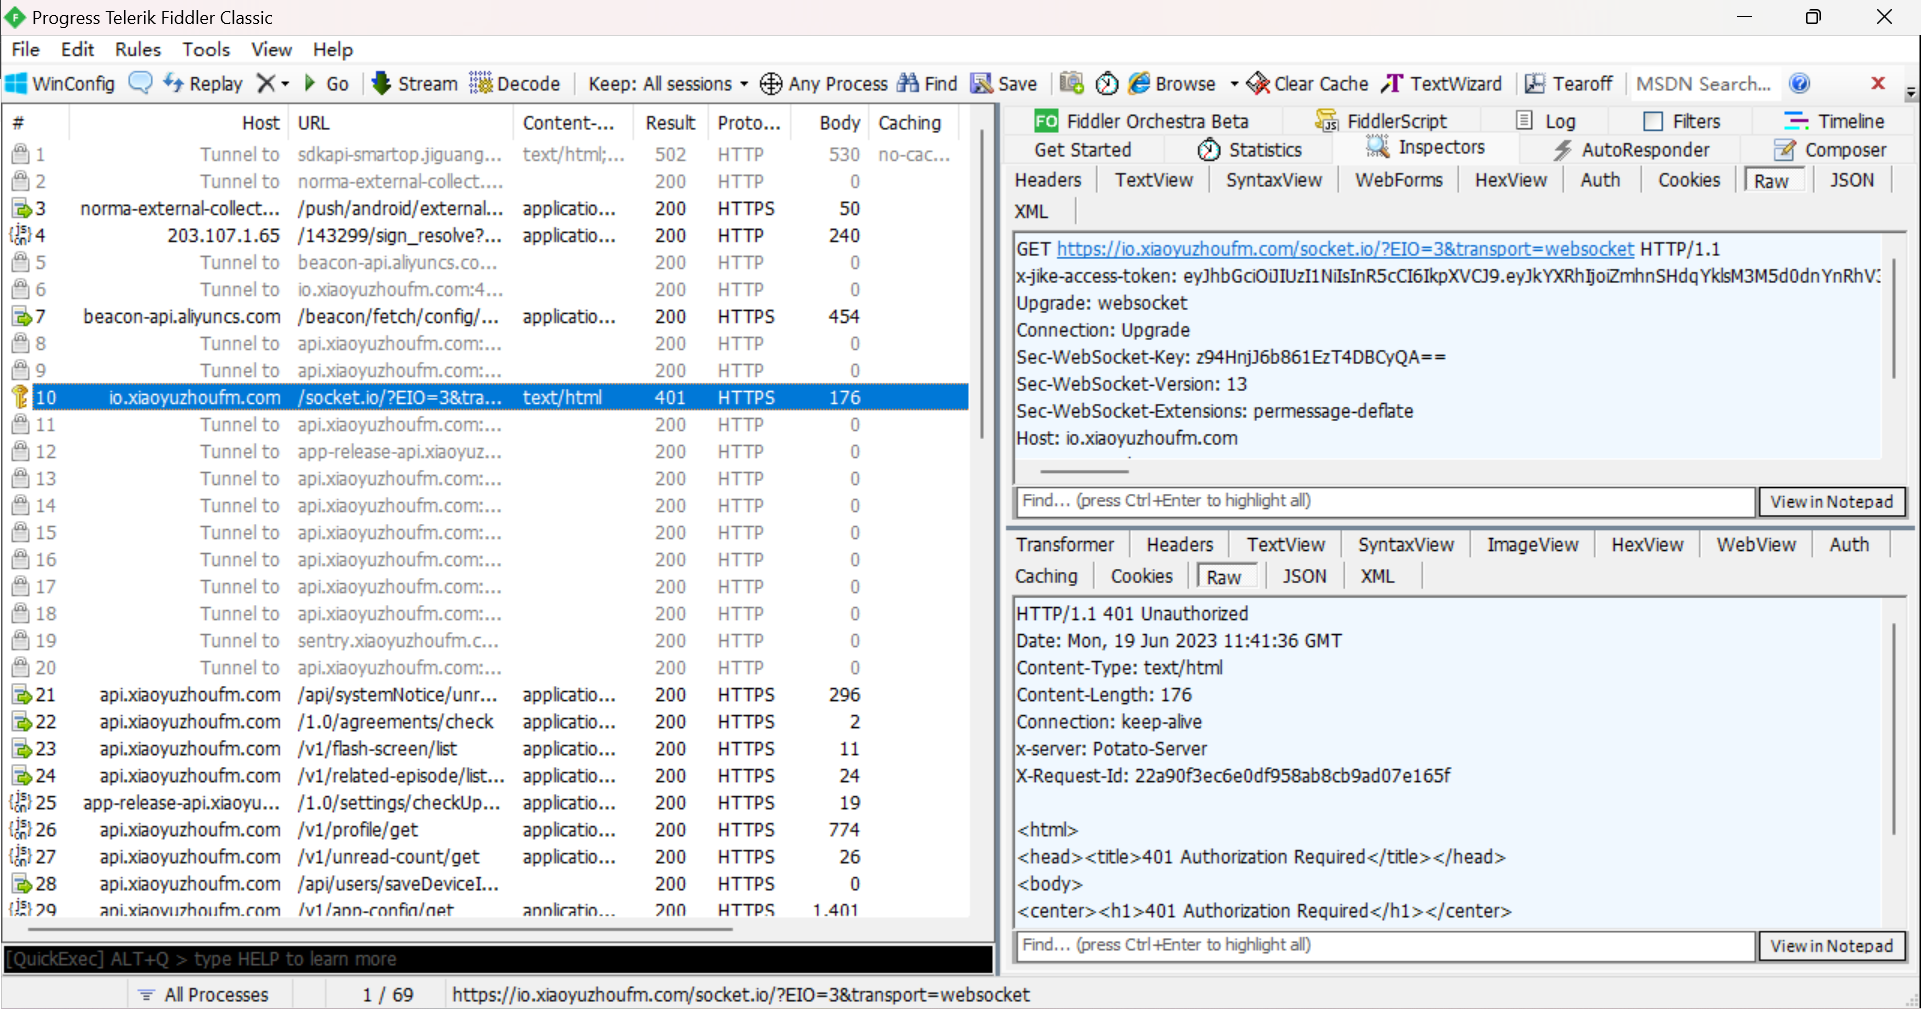 Progress Telerik Fiddler Classic
File Edit Rules Tools View Help
WinConfig Replay Go Stream Decode Keep: All sessions Any Process Find Save Browse Clear Cache TextWizard Tearoff MSDN Search...
# Host URL Content-... Result Proto... Body Caching
1 Tunnel to sdkapi-smartop.jiguang... text/html;... 502 HTTP 530 no-cac...
2 Tunnel to norma-external-collect.... 200 HTTP 0
3 norma-external-collect... /push/android/external... applicatio... 200 HTTPS 50
4 203.107.1.65 /143299/sign_resolve?... applicatio... 200 HTTP 240
5 Tunnel to beacon-api.aliyuncs.co... 200 HTTP 0
6 Tunnel to io.xiaoyuzhoufm.com:4... 200 HTTP 0
7 beacon-api.aliyuncs.com /beacon/fetch/config/... applicatio... 200 HTTPS 454
8 Tunnel to api.xiaoyuzhoufm.com:... 200 HTTP 0
9 Tunnel to api.xiaoyuzhoufm.com:... 200 HTTP 0
10 io.xiaoyuzhoufm.com /socket.io/?EIO=3&tra... text/html 401 HTTPS 176
11 Tunnel to api.xiaoyuzhoufm.com:... 200 HTTP 0
12 Tunnel to app-release-api.xiaoyuz... 200 HTTP 0
13 Tunnel to api.xiaoyuzhoufm.com:... 200 HTTP 0
14 Tunnel to api.xiaoyuzhoufm.com:... 200 HTTP 0
15 Tunnel to api.xiaoyuzhoufm.com:... 200 HTTP 0
16 Tunnel to api.xiaoyuzhoufm.com:... 200 HTTP 0
17 Tunnel to api.xiaoyuzhoufm.com:... 200 HTTP 0
18 Tunnel to api.xiaoyuzhoufm.com:... 200 HTTP 0
19 Tunnel to sentry.xiaoyuzhoufm.c... 200 HTTP 0
20 Tunnel to api.xiaoyuzhoufm.com:... 200 HTTP 0
21 api.xiaoyuzhoufm.com /api/systemNotice/unr... applicatio... 200 HTTPS 296
22 api.xiaoyuzhoufm.com /1.0/agreements/check applicatio... 200 HTTPS 2
23 api.xiaoyuzhoufm.com /v1/flash-screen/list applicatio... 200 HTTPS 11
24 api.xiaoyuzhoufm.com /v1/related-episode/list... applicatio... 200 HTTPS 24
25 app-release-api.xiaoyu... /1.0/settings/checkUp... applicatio... 200 HTTPS 19
26 api.xiaoyuzhoufm.com /v1/profile/get applicatio... 200 HTTPS 774
27 api.xiaoyuzhoufm.com /v1/unread-count/get applicatio... 200 HTTPS 26
28 api.xiaoyuzhoufm.com /api/users/saveDeviceI... 200 HTTPS 0
29 api.xiaoyuzhoufm.com /v1/app-config/get applicatio... 200 HTTPS 1,401
[QuickExec] ALT+Q > type HELP to learn more
All Processes 1 / 69 https://io.xiaoyuzhoufm.com/socket.io/?EIO=3&transport=websocket
FO Fiddler Orchestra Beta FiddlerScript Log Filters Timeline
Get Started Statistics Inspectors AutoResponder Composer
Headers TextView SyntaxView WebForms HexView Auth Cookies Raw JSON
XML
GET https://io.xiaoyuzhoufm.com/socket.io/?EIO=3&transport=websocket HTTP/1.1
x-jike-access-token: eyJhbGciOiJIUzI1NiIsInR5cCI6IkpXVCJ9.eyJkYXRhIjoiZmhnSHdqYklsM3M5d0dnYnRhV
Upgrade: websocket
Connection: Upgrade
Sec-WebSocket-Key: z94HnjJ6b861EzT4DBCyQA==
Sec-WebSocket-Version: 13
Sec-WebSocket-Extensions: permessage-deflate
Host: io.xiaoyuzhoufm.com
Find... (press Ctrl+Enter to highlight all) View in Notepad
Transformer Headers TextView SyntaxView ImageView HexView WebView Auth
Caching Cookies Raw JSON XML
HTTP/1.1 401 Unauthorized
Date: Mon, 19 Jun 2023 11:41:36 GMT
Content-Type: text/html
Content-Length: 176
Connection: keep-alive
x-server: Potato-Server
X-Request-Id: 22a90f3ec6e0df958ab8cb9ad07e165f
<html>
<head><title>401 Authorization Required</title></head>
<body>
<center><h1>401 Authorization Required</h1></center>
Find... (press Ctrl+Enter to highlight all) View in Notepad